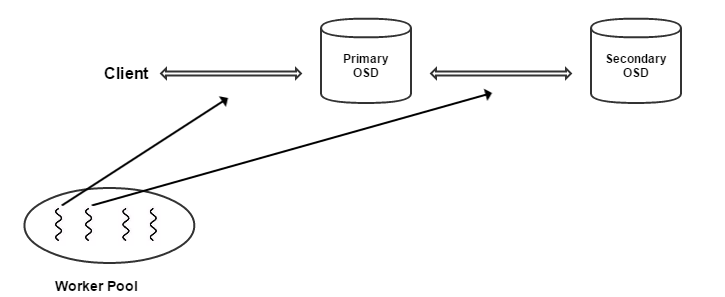 Client
Primary
OSD
Secondary
OSD
Worker Pool